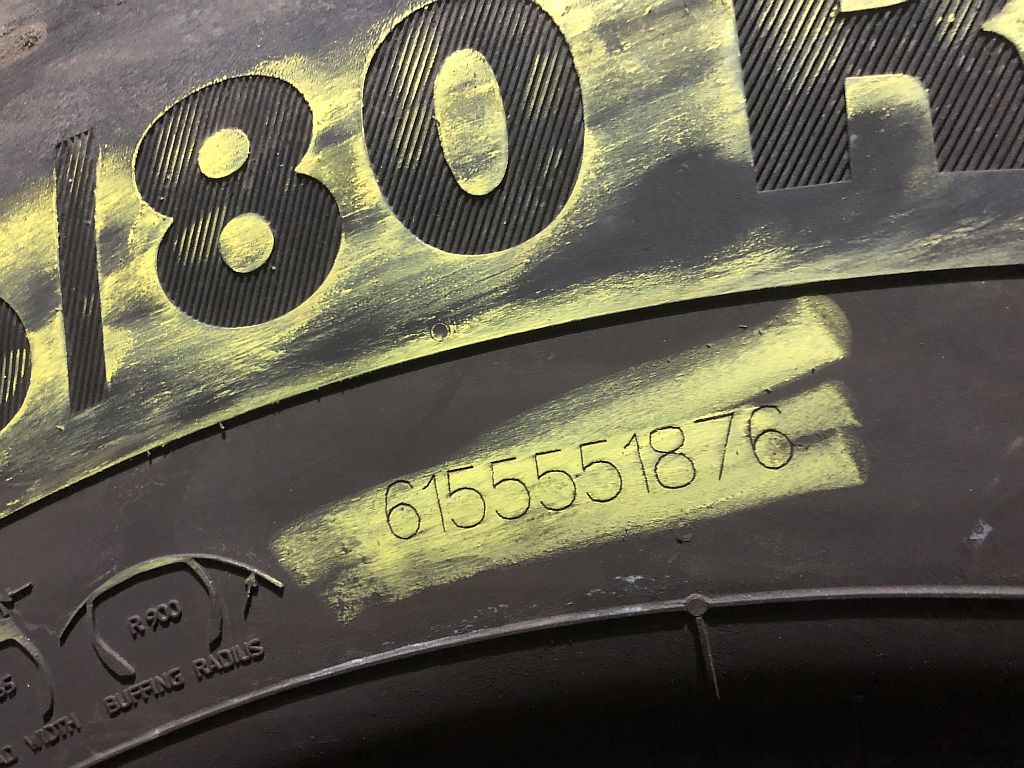 /80 R
6155551876
R 900
BUFFING RADIUS
WIDTH